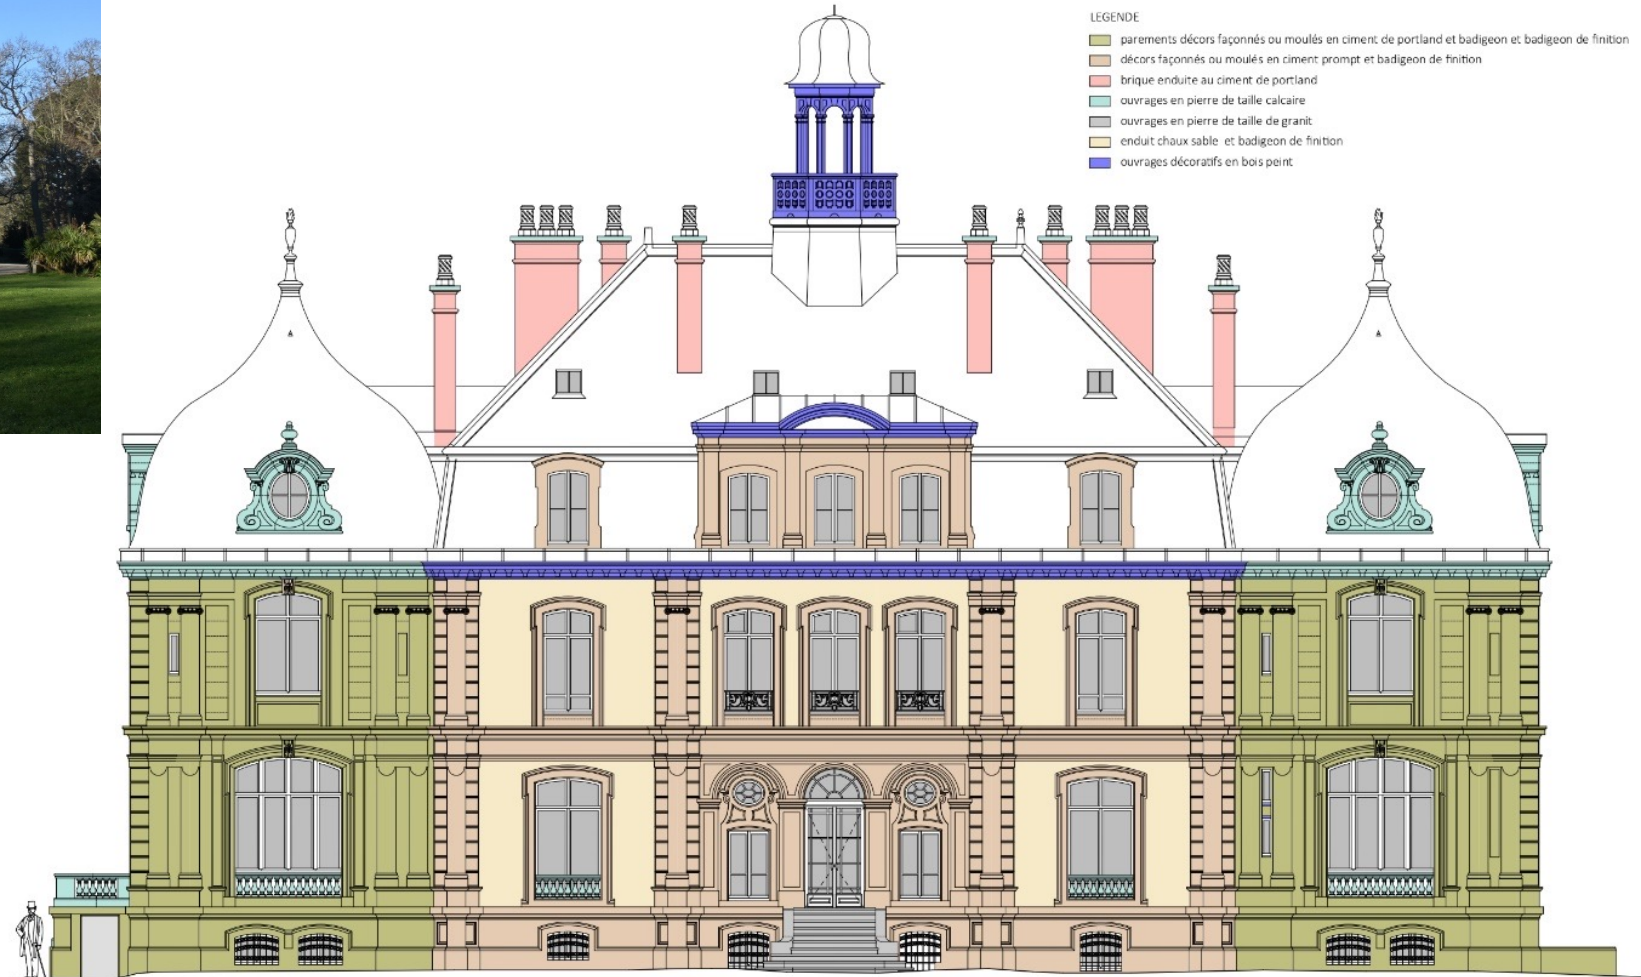 LEGENDE
parements décors façonnés ou moulés en ciment de portland et badigeon et badigeon de finition
décors façonnés ou moulés en ciment prompt et badigeon de finition
brique enduite au ciment de portland
ouvrages en pierre de taille calcaire
ouvrages en pierre de taille de granit
enduit chaux sable et badigeon de finition
ouvrages décoratifs en bois peint